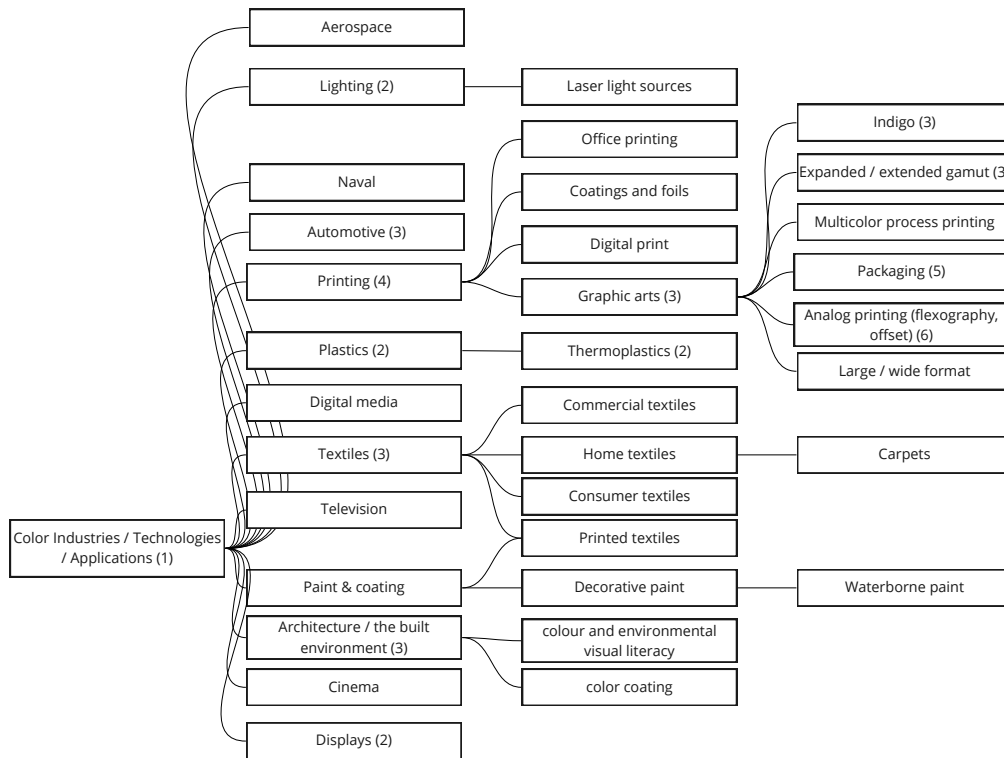 Aerospace
Lighting (2)
Laser light sources
Office printing
Indigo (3)
Naval
Coatings and foils
Expanded / extended gamut (3
Automotive (3)
Digital print
Multicolor process printing
Printing (4)
Graphic arts (3)
Packaging (5)
Analog printing (flexography,
offset) (6)
Plastics (2)
Thermoplastics (2)
Large / wide format
Digital media
Commercial textiles
Textiles (3)
Home textiles
Carpets
Television
Consumer textiles
Printed textiles
Color Industries / Technologies
/ Applications (1)
Paint & coating
Decorative paint
Waterborne paint
Architecture / the built
environment (3)
colour and environmental
visual literacy
Cinema
color coating
Displays (2)